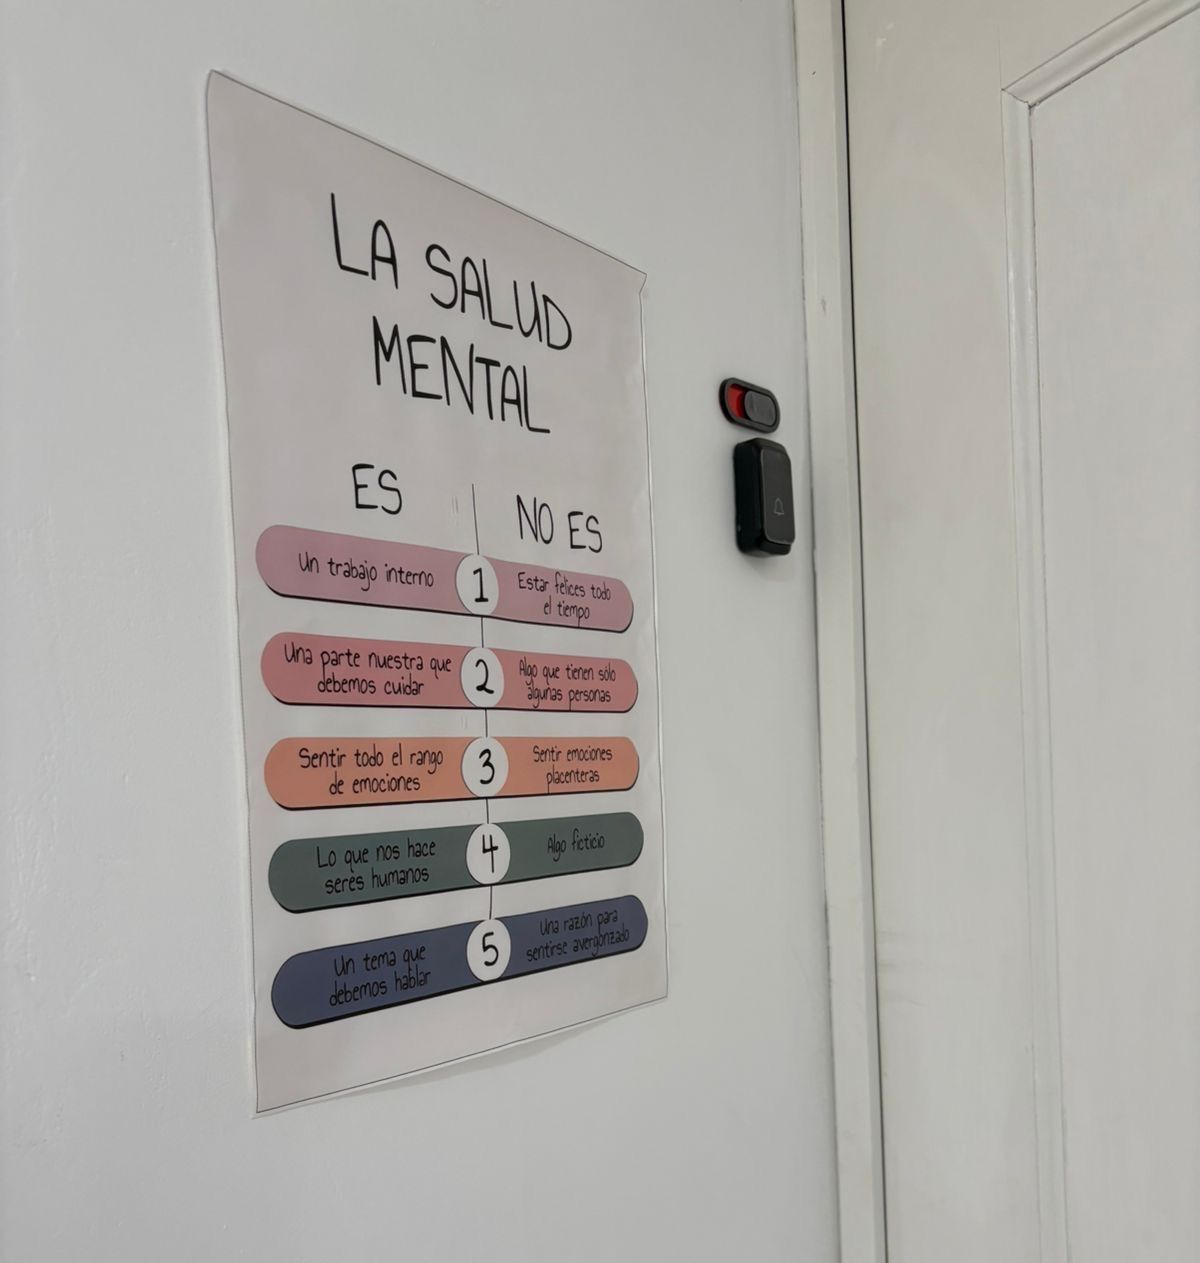 LA SALUD
MENTAL
ES
NO ES
Un trabajo interno
1
Estar felices todo
el tiempo
Una parte nuestra que
debemos cuidar
2
Algo que tienen sólo
algunas personas
Sentir todo el rango
de emociones
3
Sentir emociones
placenteras
Lo que nos hace
seres humanos
4
Algo ficticio
Un tema que
debemos hablar
5
Una razón para
sentirse avergonzado